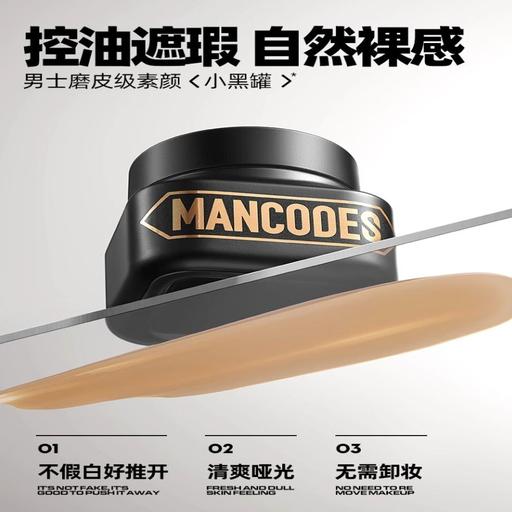 控油遮瑕 自然裸感
男士磨皮级素颜 < 小黑罐 >*
MANCODES
01
不假白好推开
IT'S NOT FAKE, IT'S
GOOD TO PUSH IT AWAY
02
清爽哑光
FRESH AND DULL
SKIN FEELING
03
无需卸妆
NO NEED TO RE
MOVE MAKEUP